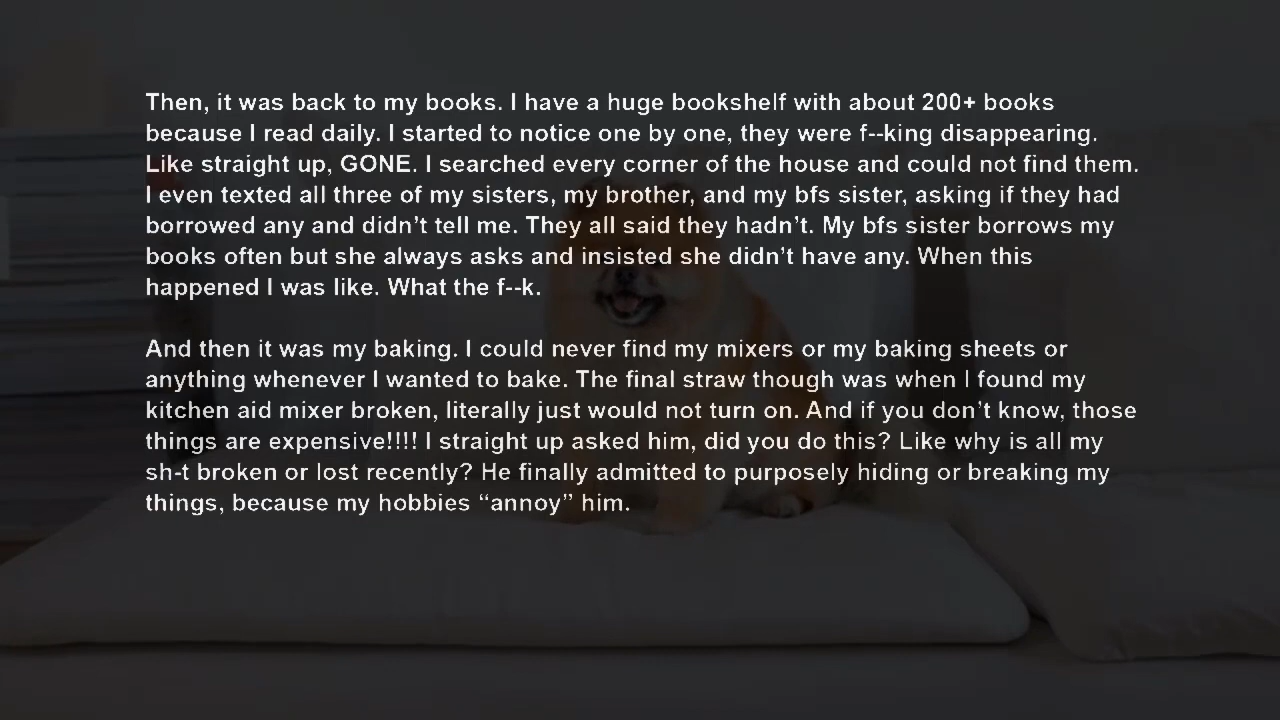 Then, it was back to my books. I have a huge bookshelf with about 200+ books
because I read daily. I started to notice one by one, they were f--king disappearing.
Like straight up, GONE. I searched every corner of the house and could not find them.
I even texted all three of my sisters, my brother, and my bfs sister, asking if they had
borrowed any and didn’t tell me. They all said they hadn’t. My bfs sister borrows my
books often but she always asks and insisted she didn’t have any. When this
happened I was like. What the f--k.
And then it was my baking. I could never find my mixers or my baking sheets or
anything whenever I wanted to bake. The final straw though was when I found my
kitchen aid mixer broken, literally just would not turn on. And if you don’t know, those
things are expensive!!!! I straight up asked him, did you do this? Like why is all my
sh-t broken or lost recently? He finally admitted to purposely hiding or breaking my
things, because my hobbies “annoy” him.